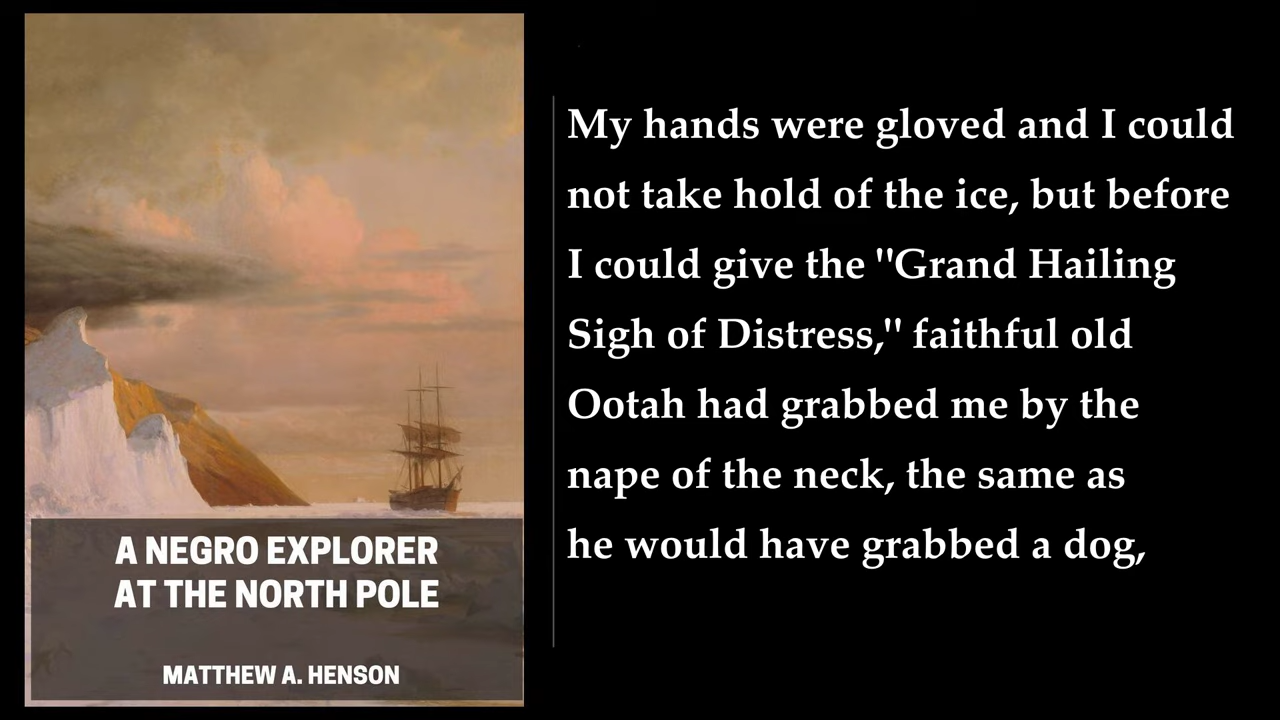 A NEGRO EXPLORER
AT THE NORTH POLE
MATTHEW A. HENSON
My hands were gloved and I could
not take hold of the ice, but before
I could give the "Grand Hailing
Sigh of Distress," faithful old
Ootah had grabbed me by the
nape of the neck, the same as
he would have grabbed a dog,